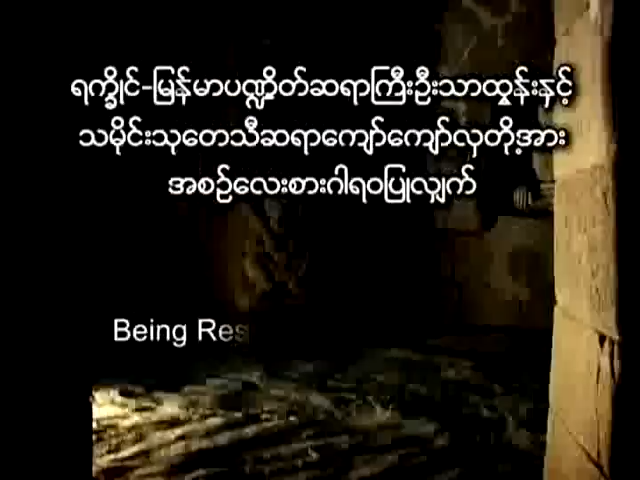 ရက္ခိုင်-မြန်မာပဏ္ဍိတ်ဆရာကြီးဦးသာထွန်းနှင့်
သမိုင်းသုတေသီဆရာကျော်ကျော်လှတို့အား
အစဉ်လေးစားဂါရဝပြုလျှက်
Being Res